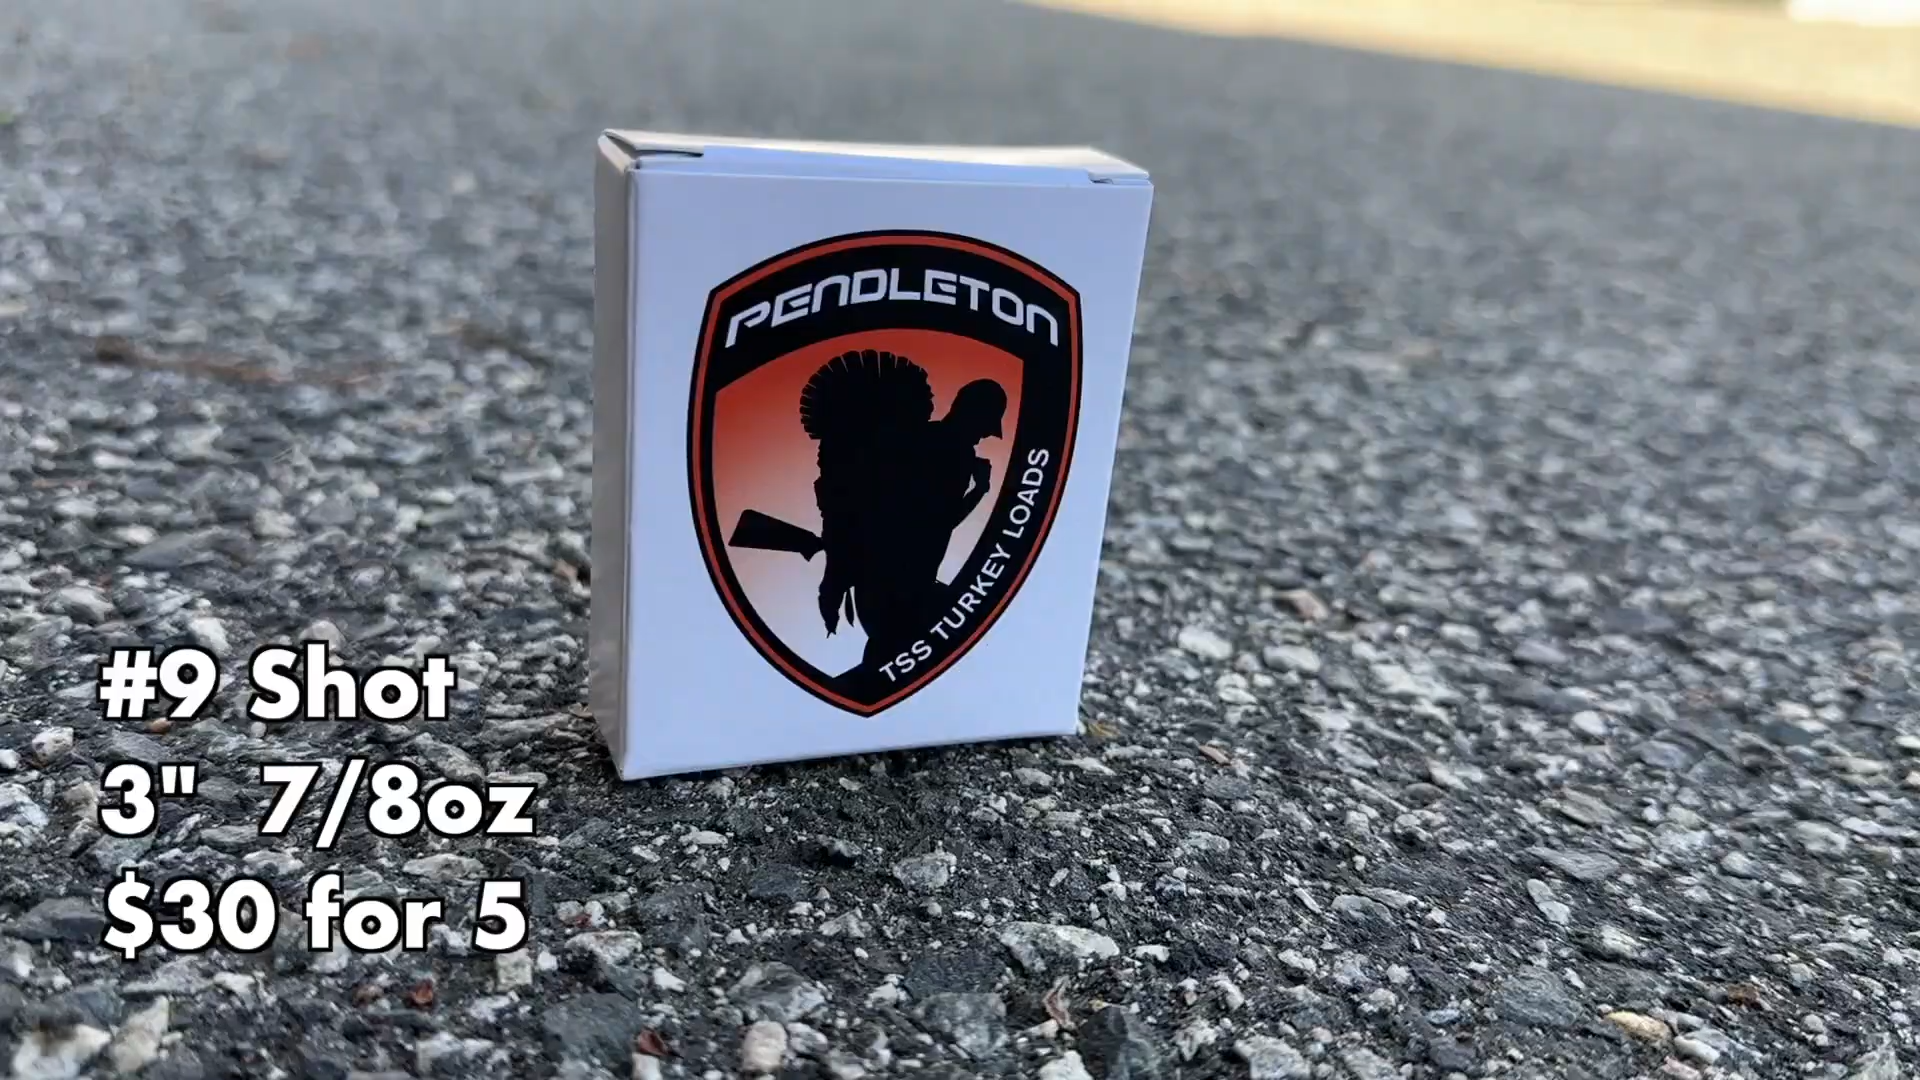 PENDLETON
TSS TURKEY LOADS
#9 Shot
3" 7/8oz
$30 for 5